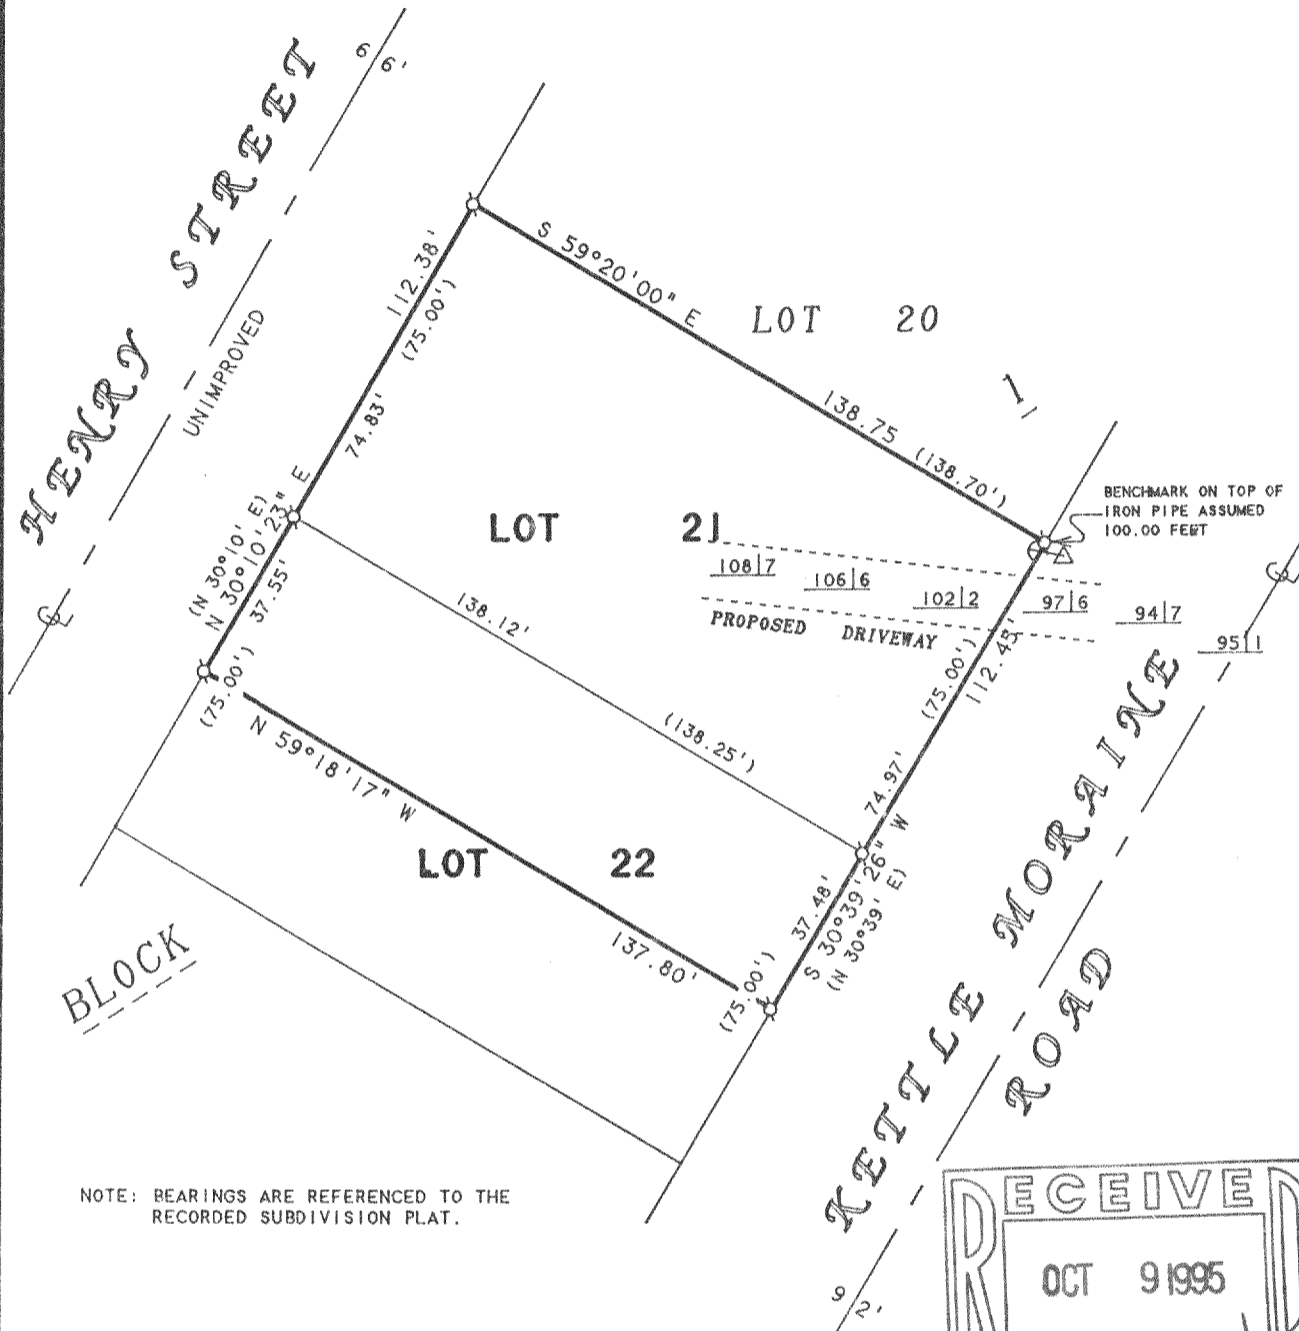 6 6'
HENRY STREET
UNIMPROVED
112.38'
(75.00')
S 59°20'00" E
LOT 20
138.75 (138.70')
1,
BENCHMARK ON TOP OF
IRON PIPE ASSUMED
100.00 FEET
74.83'
(N 30°10' E)
N 30°10'23" E
37.55'
LOT 21
108|7
106|6
102|2
97|6
94|7
95|1
PROPOSED DRIVEWAY
138.12'
(138.25')
(75.00')
112.45'
74.97'
(75.00')
N 59°18'17" W
137.80'
LOT 22
37.48'
S 30°39'26" W
(N 30°39' E)
(75.00')
BLOCK
KETTLE MORAINE
ROAD
9 2'
NOTE: BEARINGS ARE REFERENCED TO THE
RECORDED SUBDIVISION PLAT.
RECEIVED
OCT 9 1995